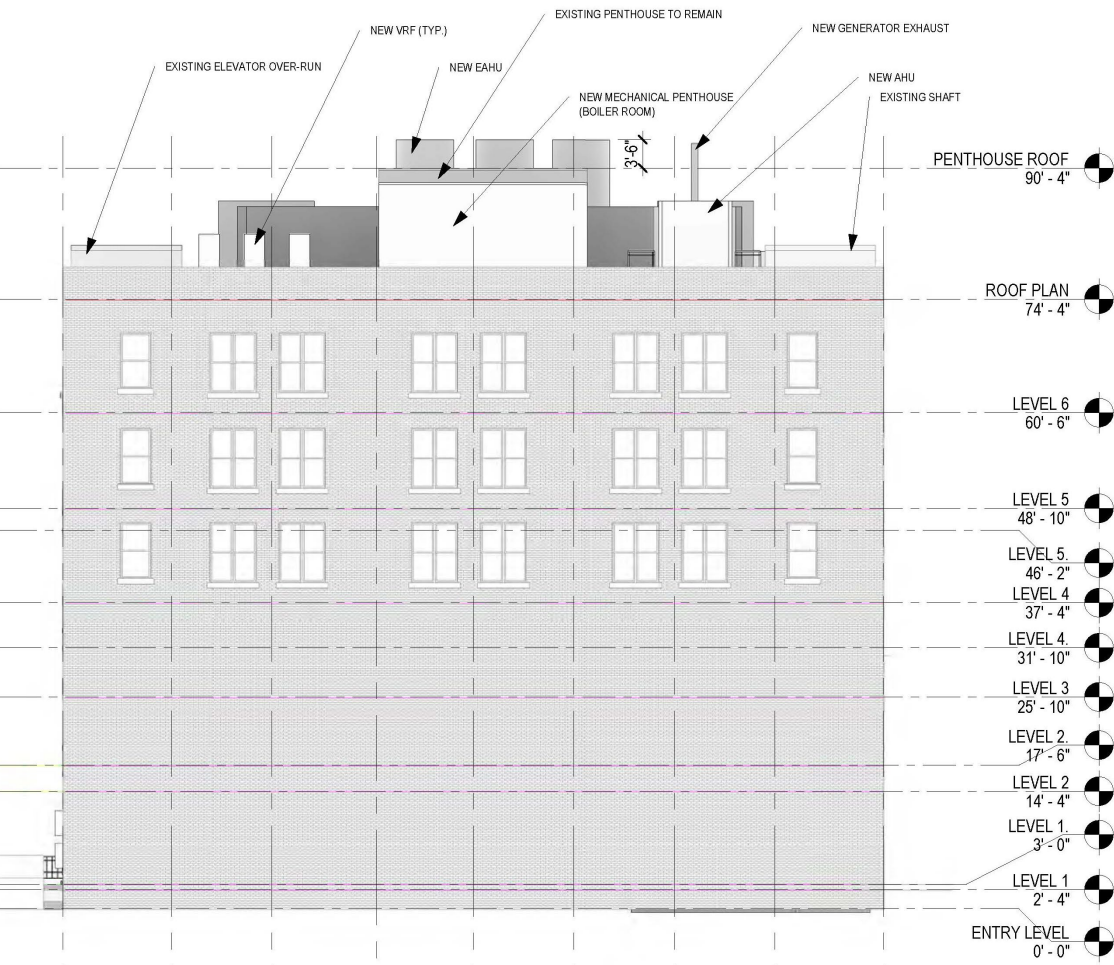 EXISTING PENTHOUSE TO REMAIN
NEW VRF (TYP.)
NEW GENERATOR EXHAUST
EXISTING ELEVATOR OVER-RUN
NEW EAHU
NEW AHU
NEW MECHANICAL PENTHOUSE
(BOILER ROOM)
EXISTING SHAFT
3'-6"
PENTHOUSE ROOF
90' - 4"
ROOF PLAN
74' - 4"
LEVEL 6
60' - 6"
LEVEL 5
48' - 10"
LEVEL 5.
46' - 2"
LEVEL 4
37' - 4"
LEVEL 4.
31' - 10"
LEVEL 3
25' - 10"
LEVEL 2.
17' - 6"
LEVEL 2
14' - 4"
LEVEL 1.
3' - 0"
LEVEL 1
2' - 4"
ENTRY LEVEL
0' - 0"